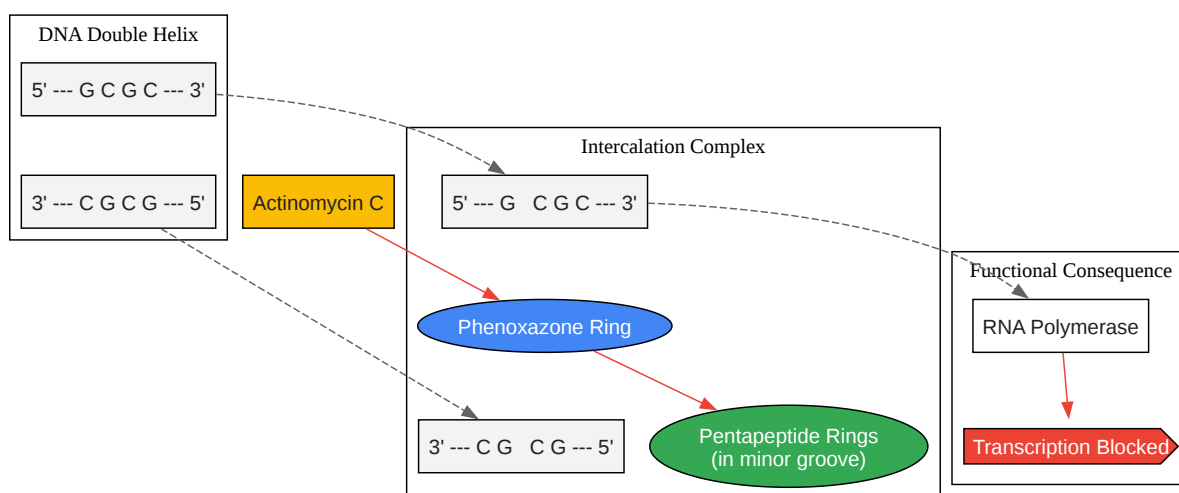 DNA Double Helix
5' --- G C G C --- 3'
3' --- C G C G --- 5'
Actinomycin C
Intercalation Complex
5' --- G   C G C --- 3'
Phenoxazone Ring
3' --- C G   C G --- 5'
Pentapeptide Rings
(in minor groove)
Functional Consequence
RNA Polymerase
Transcription Blocked